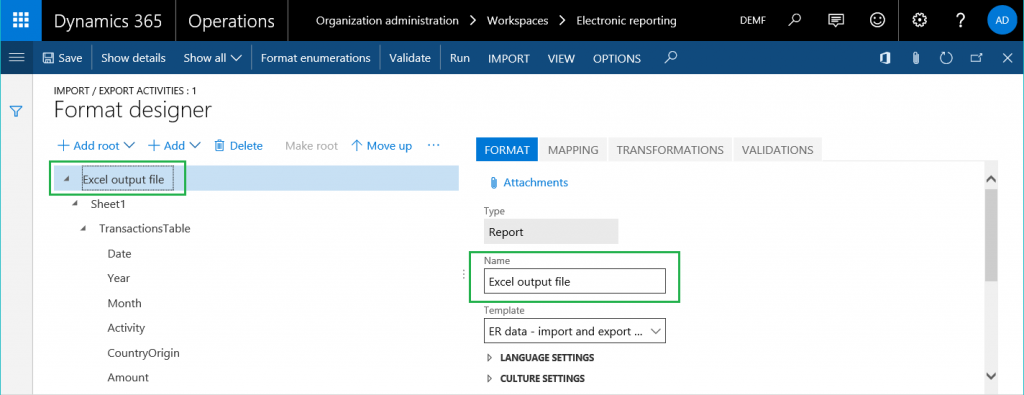 Dynamics 365 Operations Organization administration Workspaces Electronic reporting DEMF ? AD
Save Show details Show all Format enumerations Validate Run IMPORT VIEW OPTIONS
IMPORT / EXPORT ACTIVITIES : 1
Format designer
+ Add root + Add Delete Make root Move up ...
Excel output file
Sheet1
TransactionsTable
Date
Year
Month
Activity
CountryOrigin
Amount
FORMAT MAPPING TRANSFORMATIONS VALIDATIONS
Attachments
Type
Report
Name
Excel output file
Template
ER data - import and export ...
LANGUAGE SETTINGS
CULTURE SETTINGS